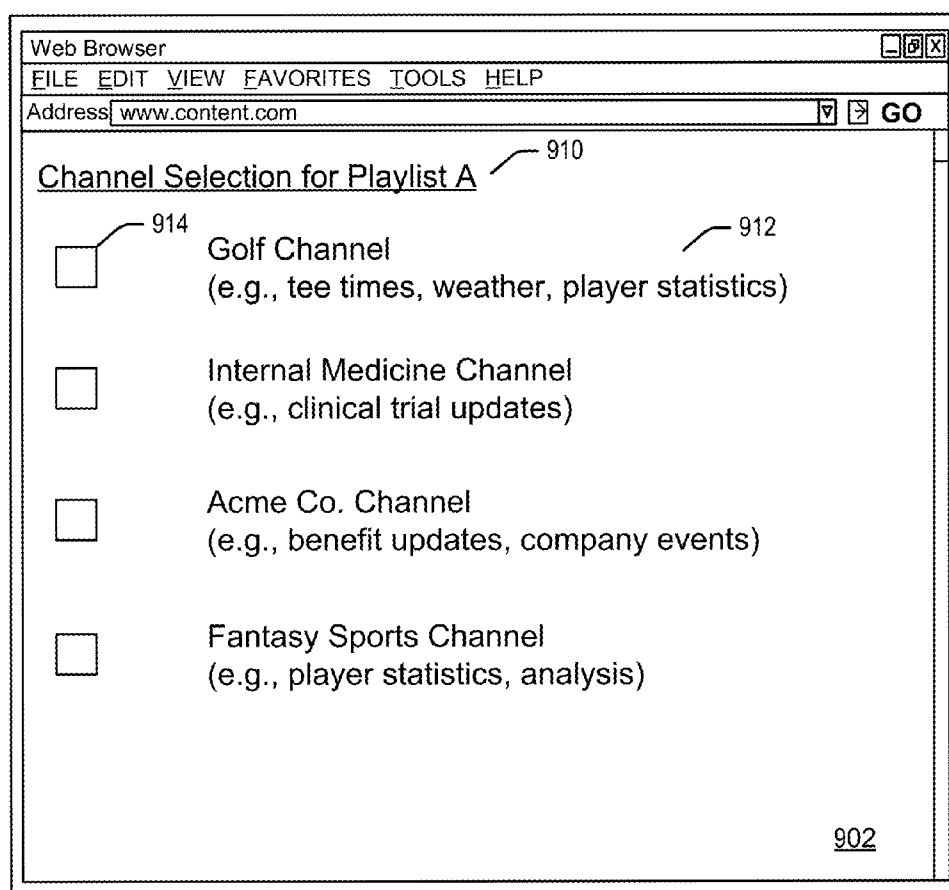 Web Browser
FILE EDIT VIEW FAVORITES TOOLS HELP
Address www.content.com GO
910
Channel Selection for Playlist A
914
912
Golf Channel
(e.g., tee times, weather, player statistics)
Internal Medicine Channel
(e.g., clinical trial updates)
Acme Co. Channel
(e.g., benefit updates, company events)
Fantasy Sports Channel
(e.g., player statistics, analysis)
902